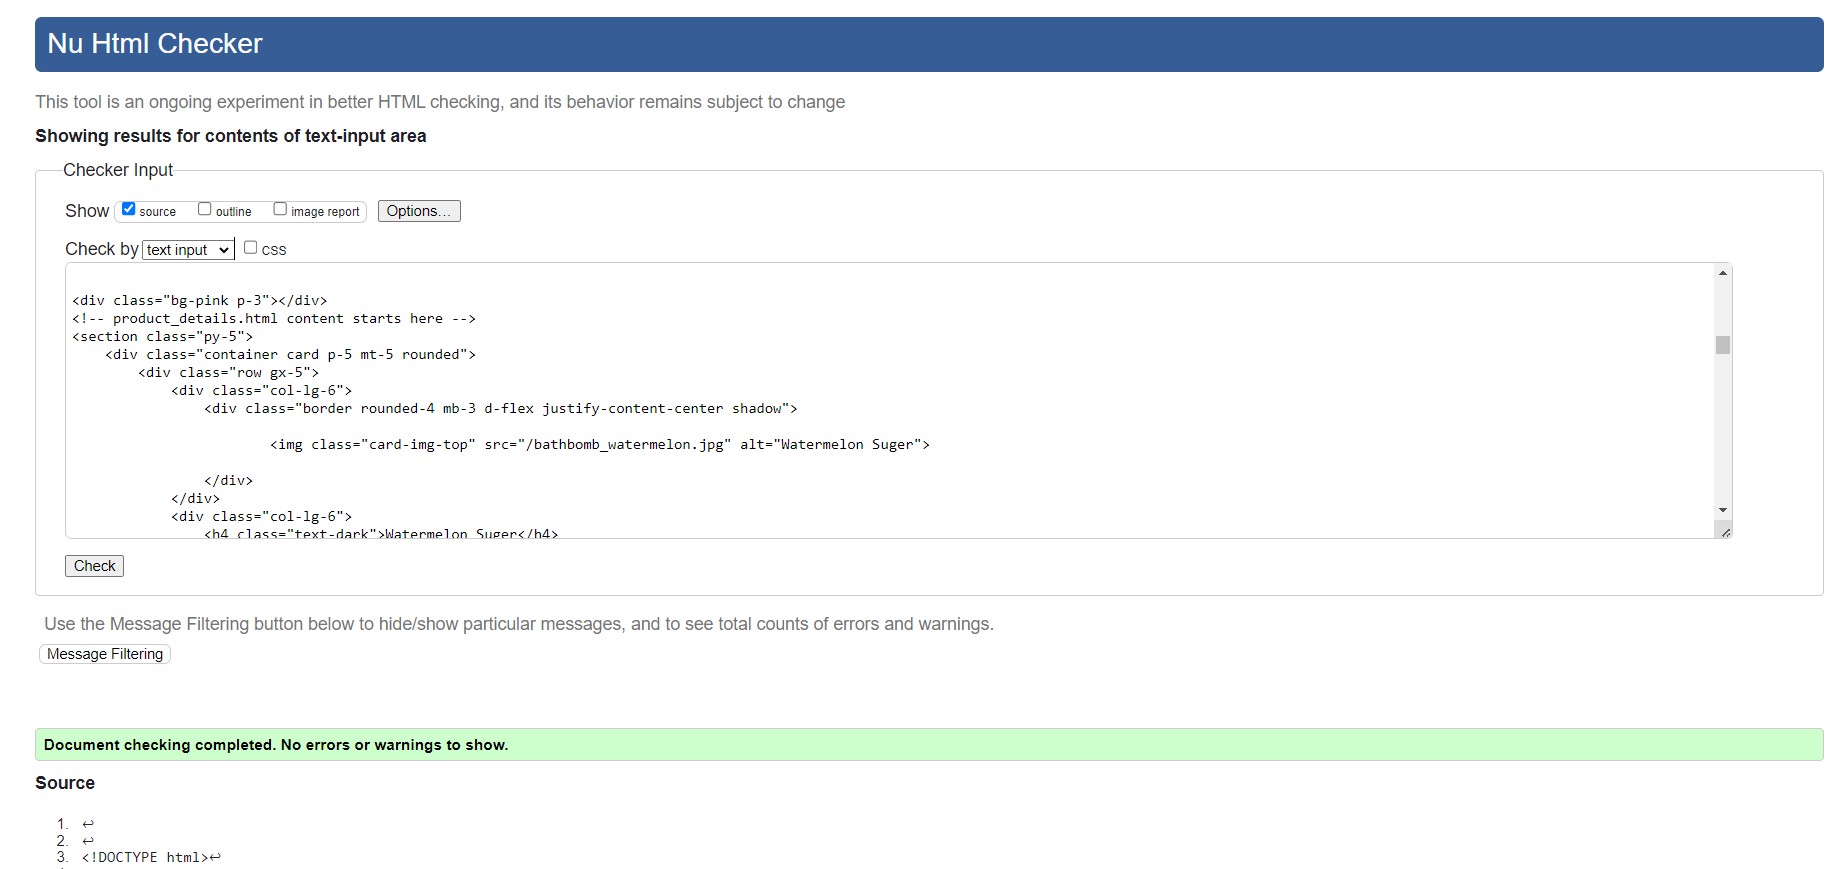 Nu Html Checker
This tool is an ongoing experiment in better HTML checking, and its behavior remains subject to change
Showing results for contents of text-input area
Checker Input
Show source outline image report Options...
Check by text input css
<div class="bg-pink p-3"></div>
<!-- product_details.html content starts here -->
<section class="py-5">
    <div class="container card p-5 mt-5 rounded">
        <div class="row gx-5">
            <div class="col-lg-6">
                <div class="border rounded-4 mb-3 d-flex justify-content-center shadow">
                        <img class="card-img-top" src="/bathbomb_watermelon.jpg" alt="Watermelon Suger">
                </div>
            </div>
            <div class="col-lg-6">
                <h4 class="text-dark">Watermelon Suger</h4>
Check
Use the Message Filtering button below to hide/show particular messages, and to see total counts of errors and warnings.
Message Filtering
Document checking completed. No errors or warnings to show.
Source
1. ↩
2. ↩
3. <!DOCTYPE html>↩